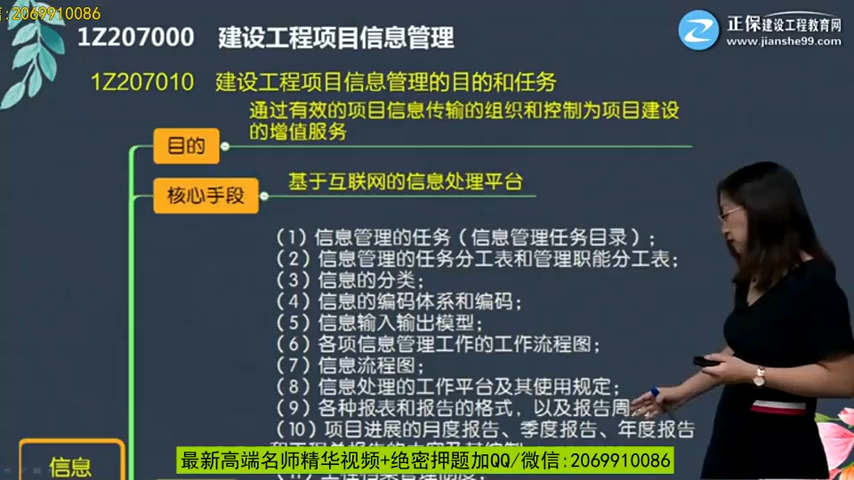 :2069910086
1Z207000 建设工程项目信息管理
正保建设工程教育网
www.jianshe99.com
1Z207010 建设工程项目信息管理的目的和任务
目的
通过有效的项目信息传输的组织和控制为项目建设
的增值服务
核心手段
基于互联网的信息处理平台
（1）信息管理的任务（信息管理任务目录）；
（2）信息管理的任务分工表和管理职能分工表；
（3）信息的分类；
（4）信息的编码体系和编码；
（5）信息输入输出模型；
（6）各项信息管理工作的工作流程图；
（7）信息流程图；
（8）信息处理的工作平台及其使用规定；
（9）各种报表和报告的格式，以及报告周
（10）项目进展的月度报告、季度报告、年度报告
信息
最新高端名师精华视频+绝密押题加QQ/微信:2069910086